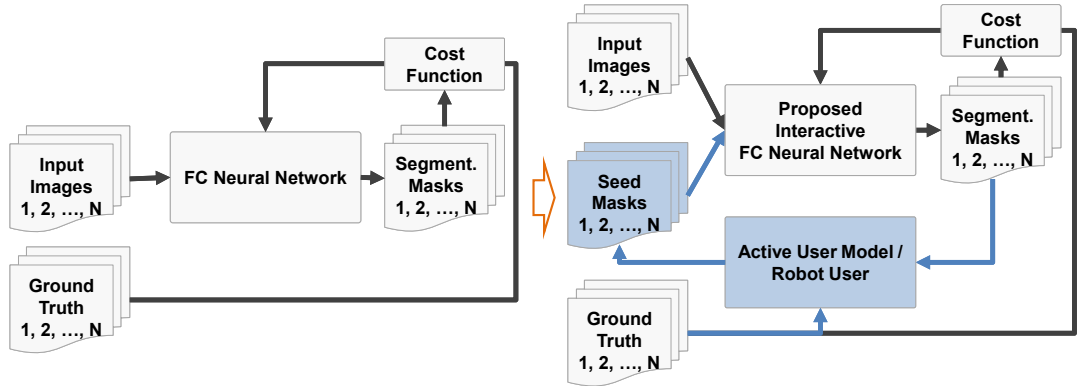 Cost
Function
Input
Images
1, 2, ..., N
FC Neural Network
Segment.
Masks
1, 2, ..., N
Ground
Truth
1, 2, ..., N
Input
Images
1, 2, ..., N
Cost
Function
Proposed
Interactive
FC Neural Network
Segment.
Masks
1, 2, ..., N
Seed
Masks
1, 2, ..., N
Active User Model /
Robot User
Ground
Truth
1, 2, ..., N